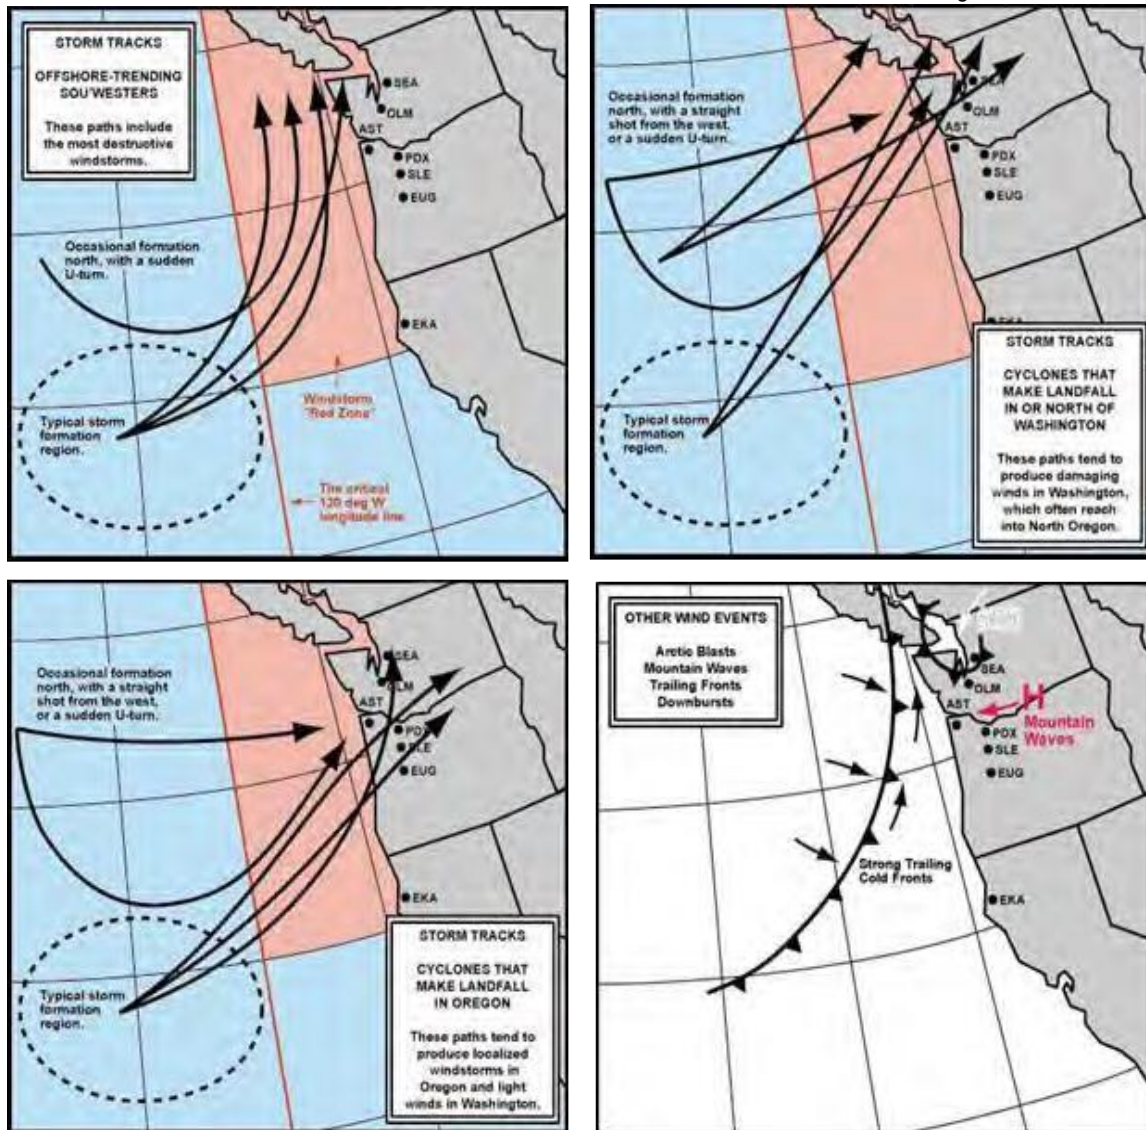 STORM TRACKS
OFFSHORE-TRENDING
SOU'WESTERS
These paths include
the most destructive
windstorms.
SEA
OLM
AST
PDX
SLE
EUG
Occasional formation
north, with a sudden
U-turn.
EKA
Windstorm
"Red Zone"
Typical storm
formation
region.
The critical
130 deg W
longitude line
Occasional formation
north, with a straight
shot from the west,
or a sudden U-turn.
OLM
AST
PDX
SLE
EUG
EKA
Typical storm
formation
region.
STORM TRACKS
CYCLONES THAT
MAKE LANDFALL
IN OR NORTH OF
WASHINGTON
These paths tend to
produce damaging
winds in Washington,
which often reach
into North Oregon.
Occasional formation
north, with a straight
shot from the west,
or a sudden U-turn.
SEA
OLM
AST
PDX
SLE
EUG
EKA
Typical storm
formation
region.
STORM TRACKS
CYCLONES THAT
MAKE LANDFALL
IN OREGON
These paths tend to
produce localized
windstorms in
Oregon and light
winds in Washington.
OTHER WIND EVENTS
Arctic Blasts
Mountain Waves
Trailing Fronts
Downbursts
SEA
OLM
AST
H
Mountain
Waves
PDX
SLE
EUG
Strong Trailing
Cold Fronts
EKA